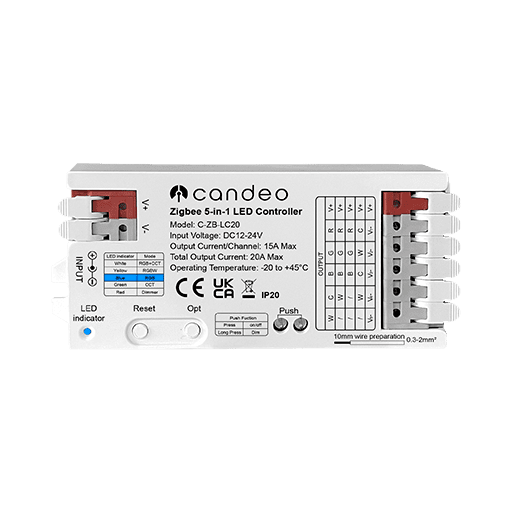 candeo
Zigbee 5-in-1 LED Controller
Model: C-ZB-LC20
Input Voltage: DC12-24V
Output Current/Channel: 15A Max
Total Output Current: 20A Max
Operating Temperature: -20 to +45°C
CE UK CA IP20
V+
V-
INPUT
LED indicator Mode
White RGB+CCT
Yellow RGBW
Blue RGB
Green CCT
Red Dimmer
LED
indicator
Reset
Opt
Push Fuction
Press on/off
Long Press Dim
Push
OUTPUT
V+ V+ V+ V+ V+
R R R
G G G
B B B
10mm wire preparation
0.3-2mm²